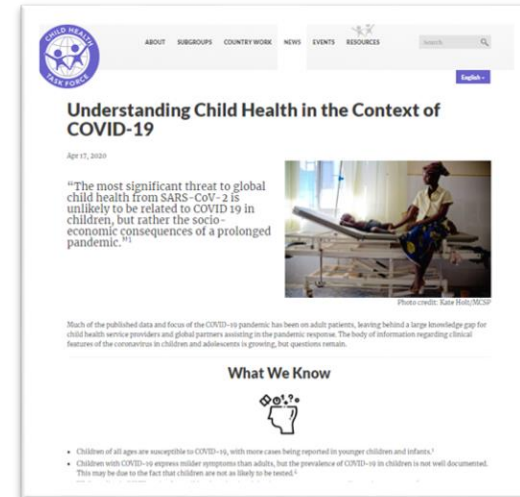 CHILD HEALTH
TASK FORCE
ABOUT SUBGROUPS COUNTRY WORK NEWS EVENTS RESOURCES
Search
English
Understanding Child Health in the Context of
COVID-19
Apr 17, 2020
“The most significant threat to global
child health from SARS-CoV-2 is
unlikely to be related to COVID 19 in
children, but rather the socio-
economic consequences of a prolonged
pandemic.”1
Photo credit: Kate Holt/MCSP
Much of the published data and focus of the COVID-19 pandemic has been on adult patients, leaving behind a large knowledge gap for
child health service providers and global partners assisting in the pandemic response. The body of information regarding clinical
features of the coronavirus in children and adolescents is growing, but questions remain.
What We Know
• Children of all ages are susceptible to COVID-19, with more cases being reported in younger children and infants.
• Children with COVID-19 express milder symptoms than adults, but the prevalence of COVID-19 in children is not well documented.
This may be due to the fact that children are not as likely to be tested.